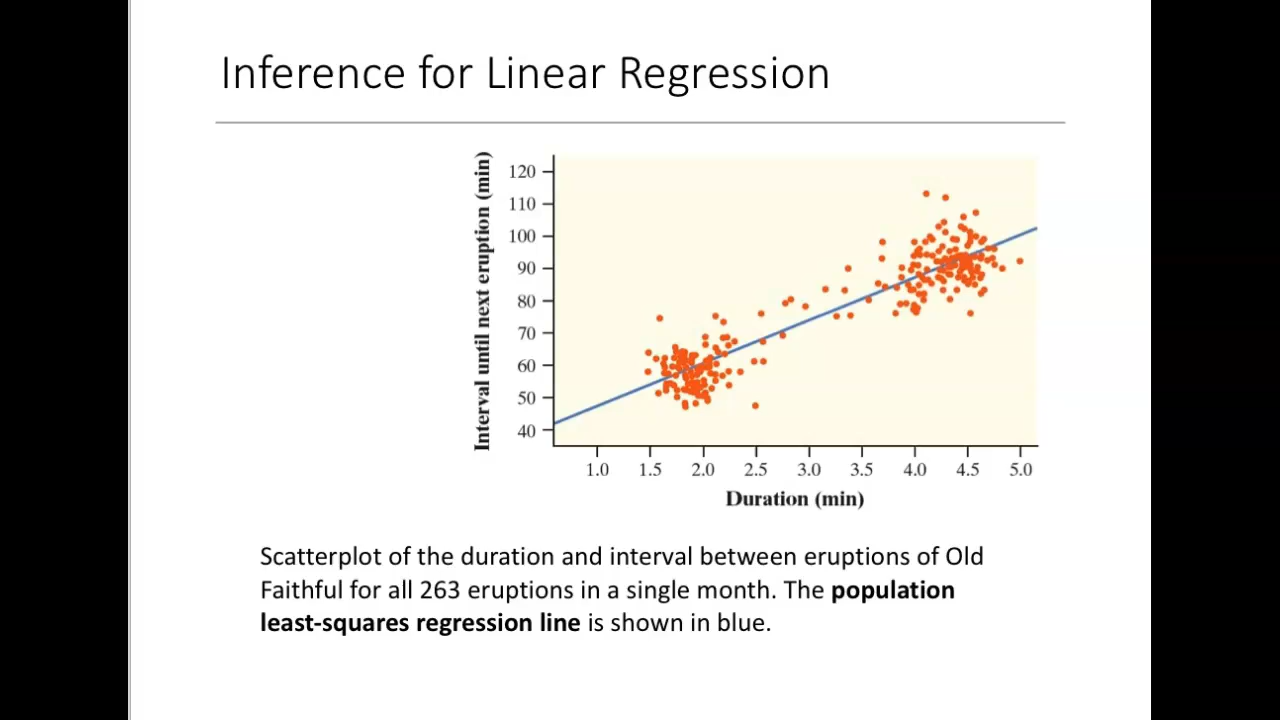 Inference for Linear Regression
Interval until next eruption (min)
120
110
100
90
80
70
60
50
40
1.0 1.5 2.0 2.5 3.0 3.5 4.0 4.5 5.0
Duration (min)
Scatterplot of the duration and interval between eruptions of Old
Faithful for all 263 eruptions in a single month. The population
least-squares regression line is shown in blue.